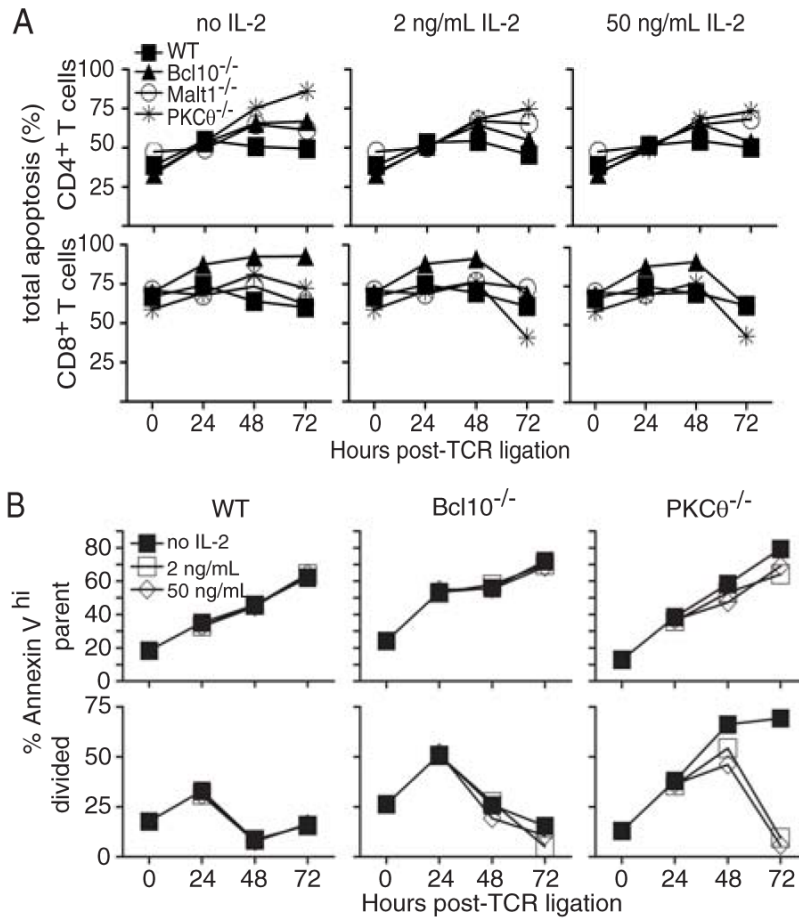 A
no IL-2 2 ng/mL IL-2 50 ng/mL IL-2
WT
Bcl10-/-
Malt1-/-
PKCθ-/-
total apoptosis (%)
CD4+ T cells
100
75
50
25
CD8+ T cells
100
75
50
25
0 24 48 72 0 24 48 72 0 24 48 72
Hours post-TCR ligation
B
WT Bcl10-/- PKCθ-/-
no IL-2
2 ng/mL
50 ng/mL
% Annexin V hi
parent
80
60
40
20
0
divided
75
50
25
0
0 24 48 72 0 24 48 72 0 24 48 72
Hours post-TCR ligation